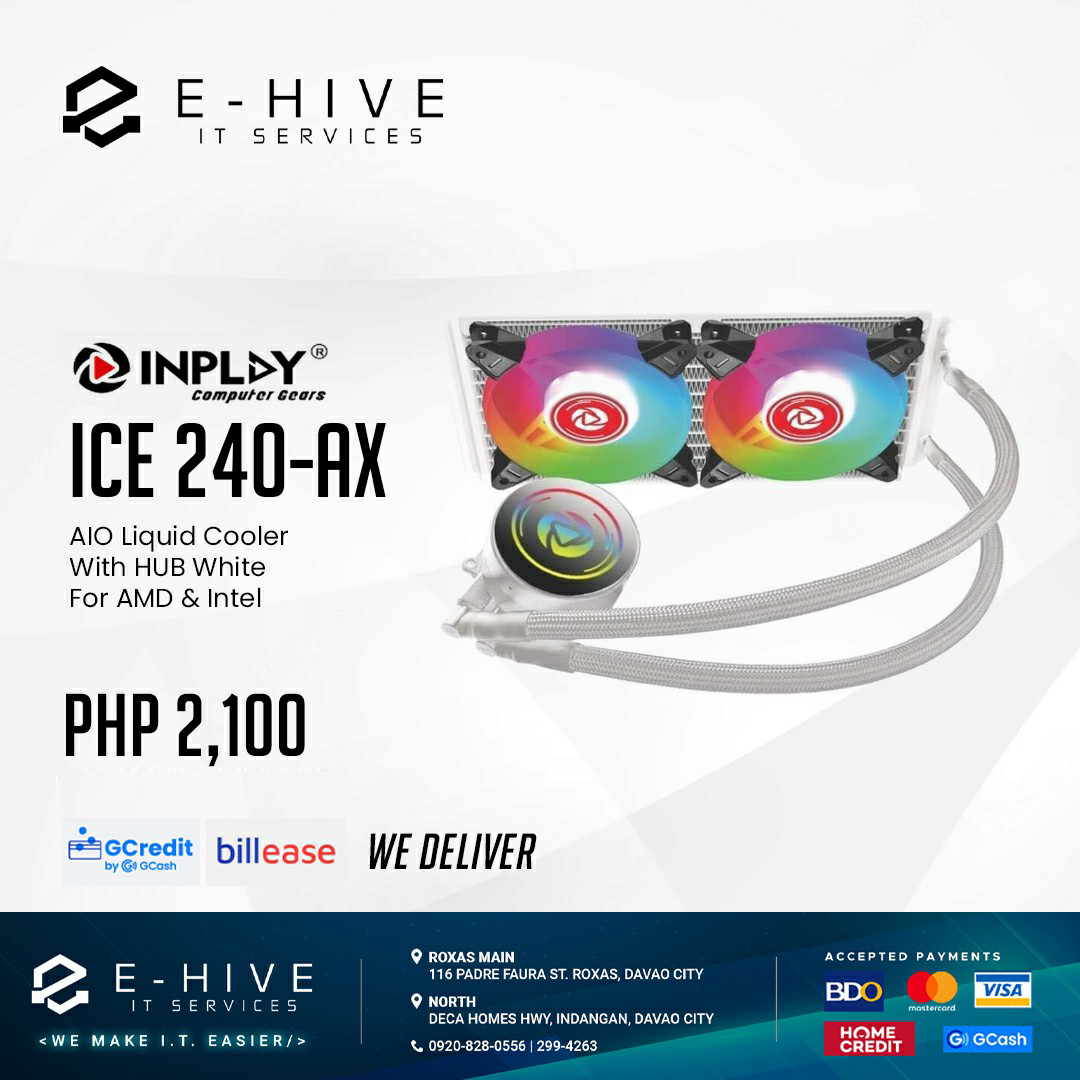 E-HIVE
IT SERVICES
INPLAY®
Computer Gears
ICE 240-AX
AIO Liquid Cooler
With HUB White
For AMD & Intel
PHP 2,100
GCredit
by GCash
billease
WE DELIVER
E-HIVE
IT SERVICES
<WE MAKE I.T. EASIER/>
ROXAS MAIN
116 PADRE FAURA ST. ROXAS, DAVAO CITY
NORTH
DECA HOMES HWY, INDANGAN, DAVAO CITY
0920-828-0556 | 299-4263
ACCEPTED PAYMENTS
BDO
mastercard
VISA
HOME
CREDIT
GCash